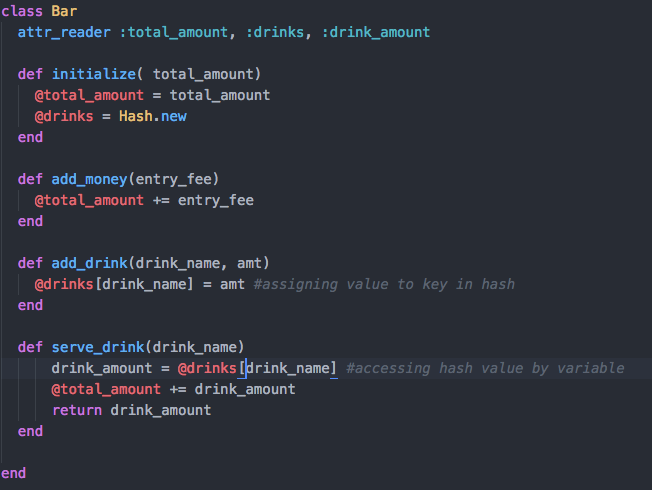 class Bar
  attr_reader :total_amount, :drinks, :drink_amount
  def initialize( total_amount)
    @total_amount = total_amount
    @drinks = Hash.new
  end
  def add_money(entry_fee)
    @total_amount += entry_fee
  end
  def add_drink(drink_name, amt)
    @drinks[drink_name] = amt #assigning value to key in hash
  end
  def serve_drink(drink_name)
      drink_amount = @drinks[drink_name] #accessing hash value by variable
      @total_amount += drink_amount
      return drink_amount
  end
end